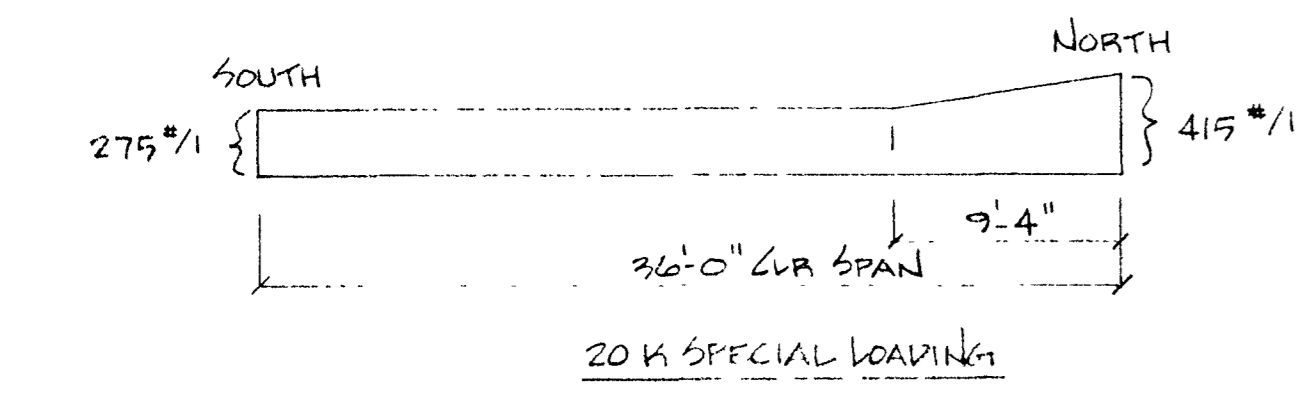 NORTH
SOUTH
275 #/1
415 #/1
9'-4"
36'-0" CLR SPAN
20 K SPECIAL LOADING